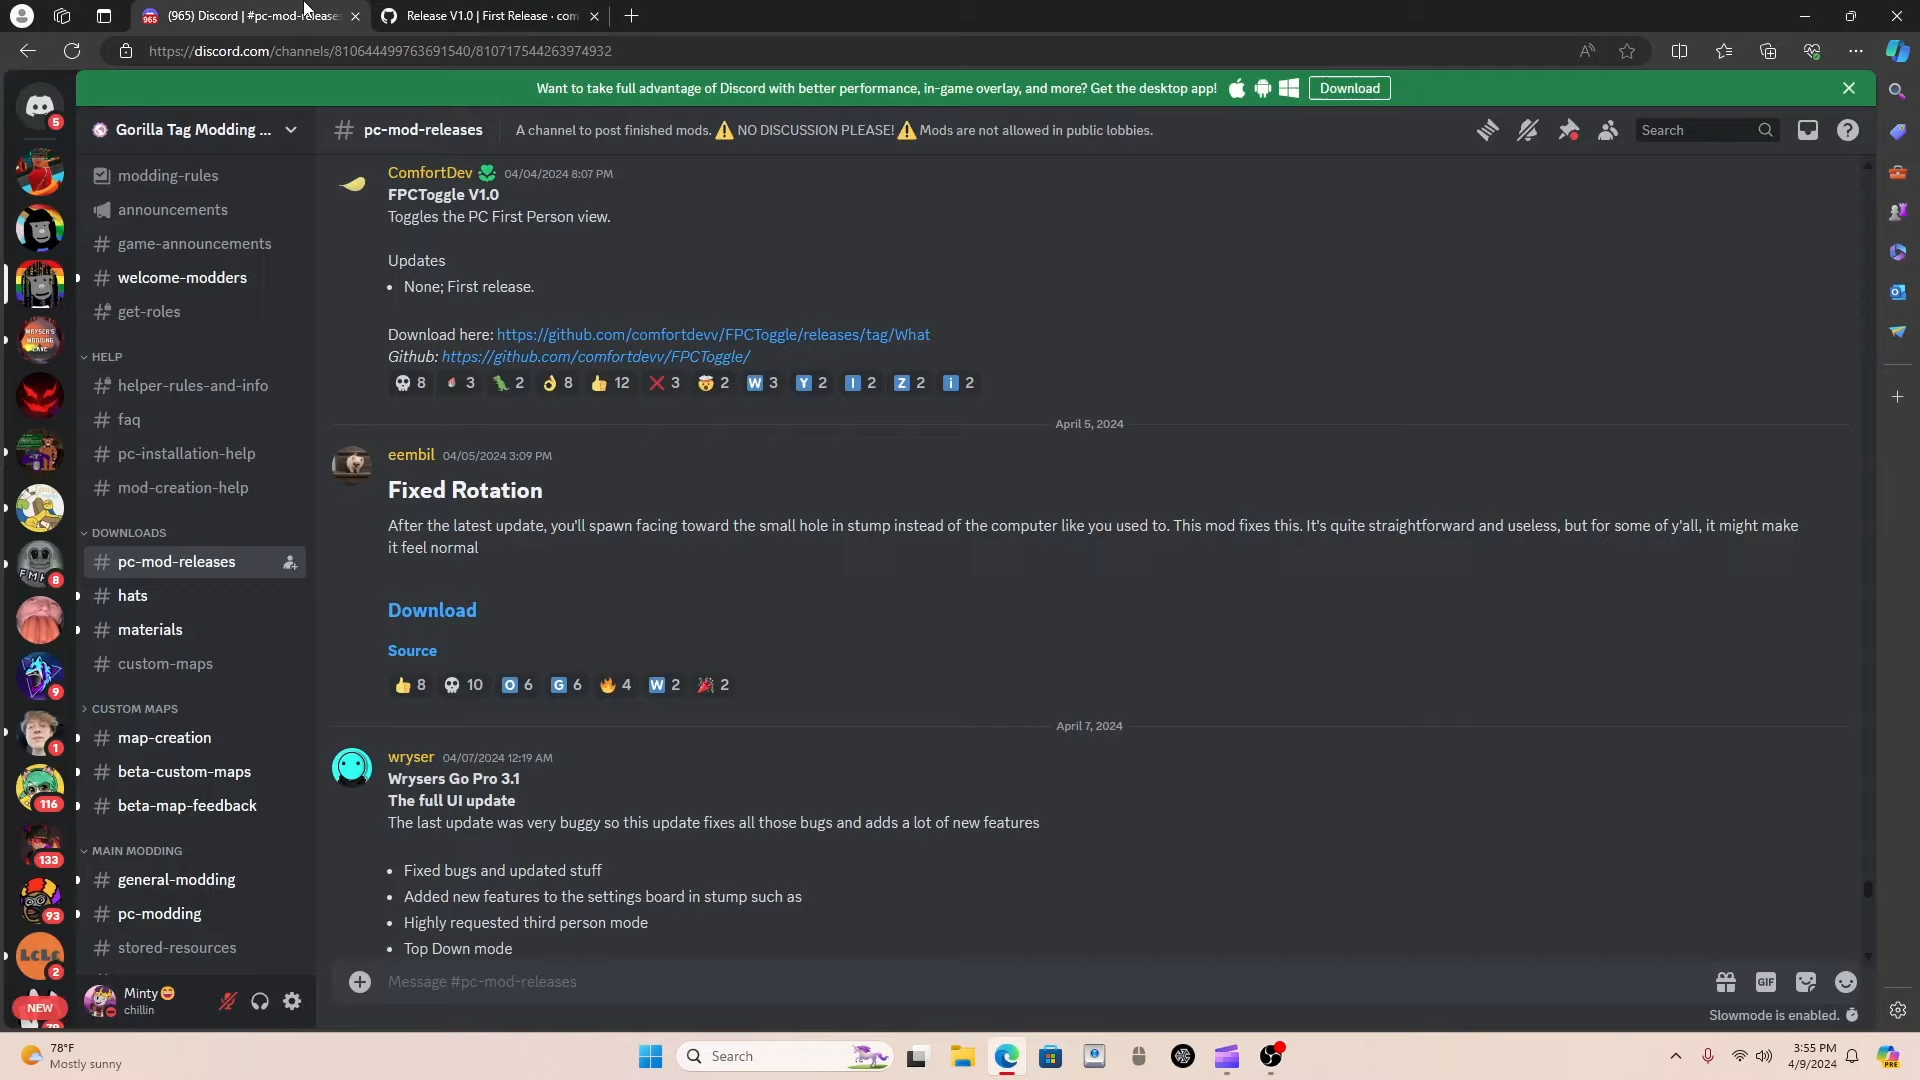 (965) Discord | #pc-mod-releases
Release V1.0 | First Release · com
https://discord.com/channels/810644499763691540/810717544263974932
Want to take full advantage of Discord with better performance, in-game overlay, and more? Get the desktop app!
Download
Gorilla Tag Modding ...
pc-mod-releases
A channel to post finished mods. ⚠️ NO DISCUSSION PLEASE! ⚠️ Mods are not allowed in public lobbies.
Search
modding-rules
announcements
game-announcements
welcome-modders
get-roles
HELP
helper-rules-and-info
faq
pc-installation-help
mod-creation-help
DOWNLOADS
pc-mod-releases
hats
materials
custom-maps
CUSTOM MAPS
map-creation
beta-custom-maps
beta-map-feedback
MAIN MODDING
general-modding
pc-modding
stored-resources
Minty
chillin
5
8
9
1
116
133
93
2
NEW
ComfortDev 04/04/2024 8:07 PM
FPCToggle V1.0
Toggles the PC First Person view.
Updates
• None; First release.
Download here: https://github.com/comfortdevv/FPCToggle/releases/tag/What
Github: https://github.com/comfortdevv/FPCToggle/
8 3 2 8 12 3 2 W 3 Y 2 I 2 Z 2 i 2
April 5, 2024
eembil 04/05/2024 3:09 PM
Fixed Rotation
After the latest update, you'll spawn facing toward the small hole in stump instead of the computer like you used to. This mod fixes this. It's quite straightforward and useless, but for some of y'all, it might make
it feel normal
Download
Source
8 10 O 6 G 6 4 W 2 2
April 7, 2024
wryser 04/07/2024 12:19 AM
Wrysers Go Pro 3.1
The full UI update
The last update was very buggy so this update fixes all those bugs and adds a lot of new features
• Fixed bugs and updated stuff
• Added new features to the settings board in stump such as
• Highly requested third person mode
• Top Down mode
Message #pc-mod-releases
GIF
Slowmode is enabled.
78°F
Mostly sunny
Search
3:55 PM
4/9/2024